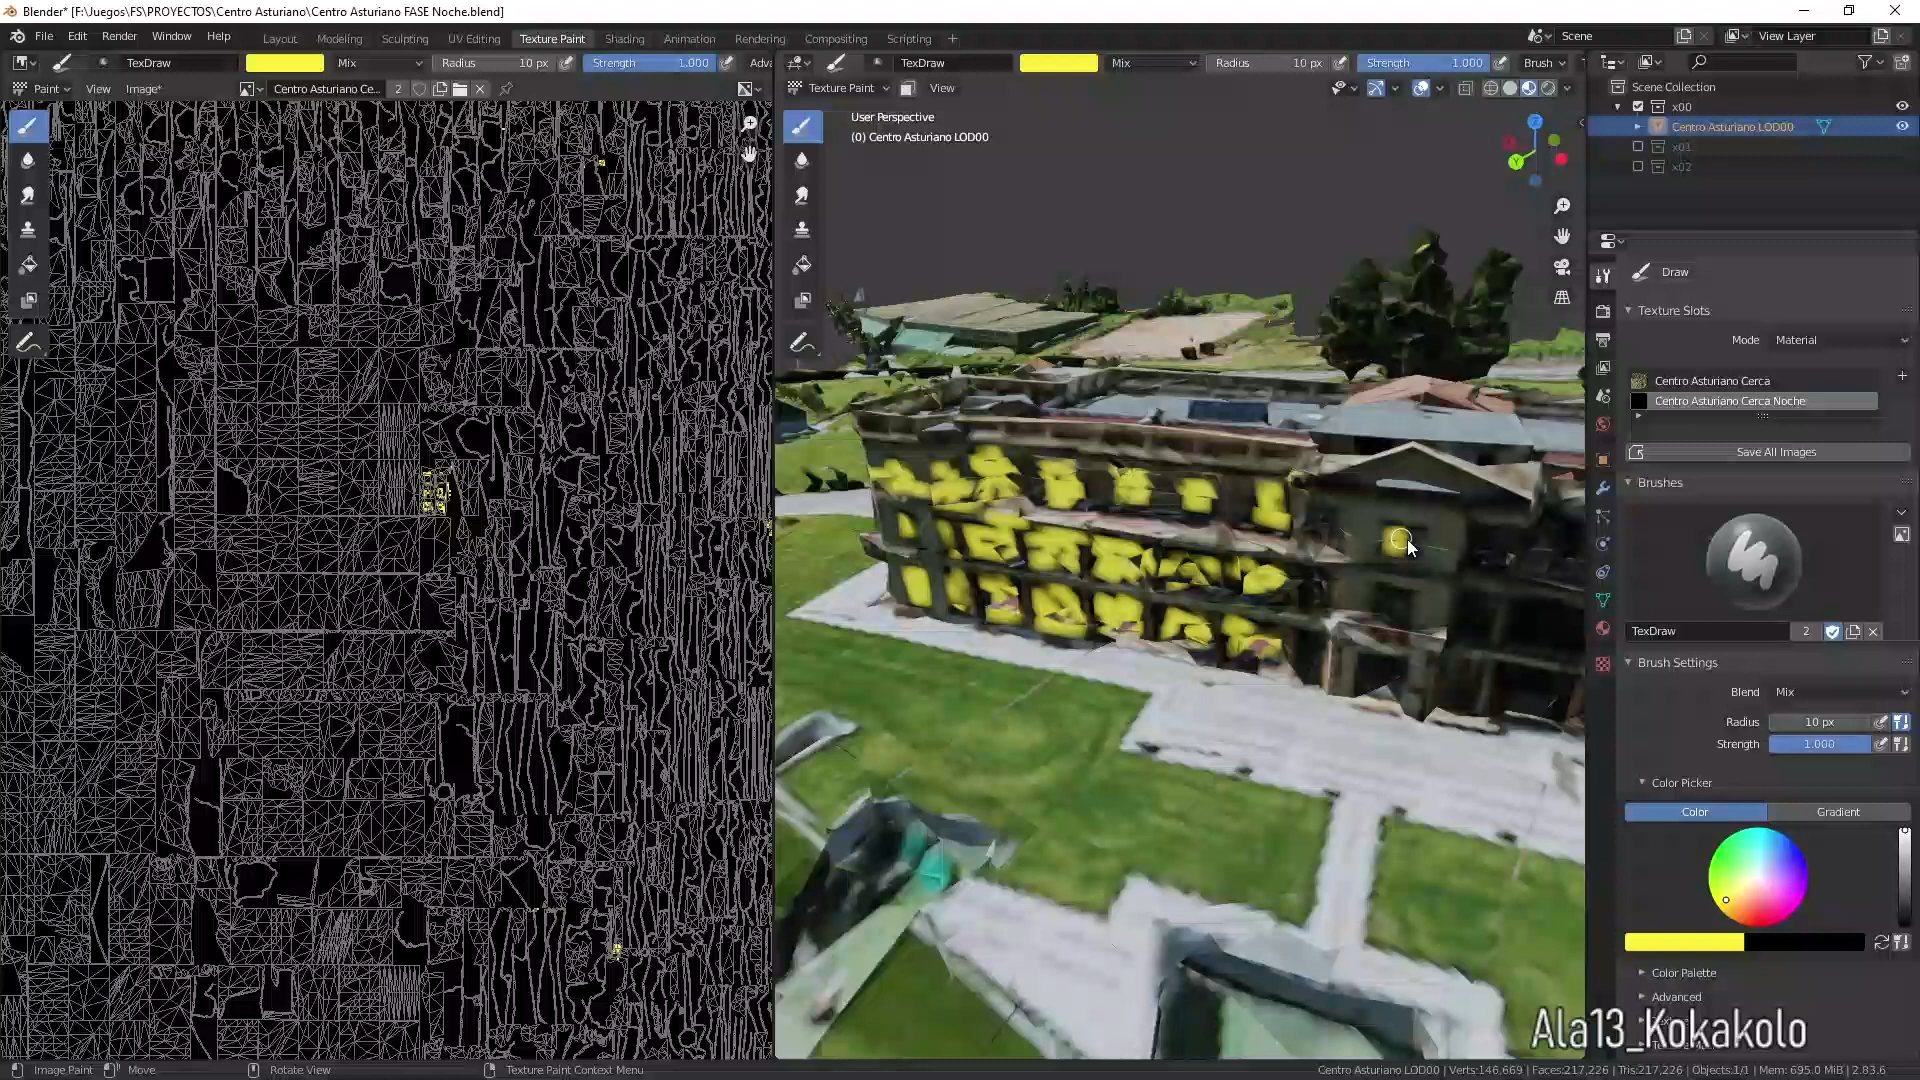 Blender* [F:\Juegos\FS\PROYECTOS\Centro Asturiano\Centro Asturiano FASE Noche.blend]
File Edit Render Window Help Layout Modeling Sculpting UV Editing Texture Paint Shading Animation Rendering Compositing Scripting + Scene View Layer
TexDraw Mix Radius 10 px Strength 1.000 Adva
TexDraw Mix Radius 10 px Strength 1.000 Brush
Paint View Image* Centro Asturiano Ce... 2
Texture Paint View
User Perspective
(0) Centro Asturiano LOD00
Scene Collection
x00
Centro Asturiano LOD00
x01
x02
Draw
Texture Slots
Mode Material
Centro Asturiano Cerca
Centro Asturiano Cerca Noche
Save All Images
Brushes
TexDraw 2
Brush Settings
Blend Mix
Radius 10 px
Strength 1.000
Color Picker
Color Gradient
Color Palette
Advanced
Ala13_Kokakolo
Image Paint Move Rotate View Texture Paint Context Menu
Centro Asturiano LOD00 | Verts:146,669 | Faces:217,226 | Tris:217,226 | Objects:1/1 | Mem: 695.0 MiB | 2.83.6